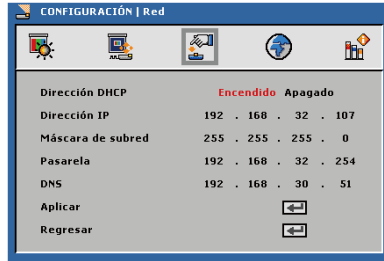 CONFIGURACIÓN | Red
Dirección DHCP Encendido Apagado
Dirección IP 192 . 168 . 32 . 107
Máscara de subred 255 . 255 . 255 . 0
Pasarela 192 . 168 . 32 . 254
DNS 192 . 168 . 30 . 51
Aplicar
Regresar